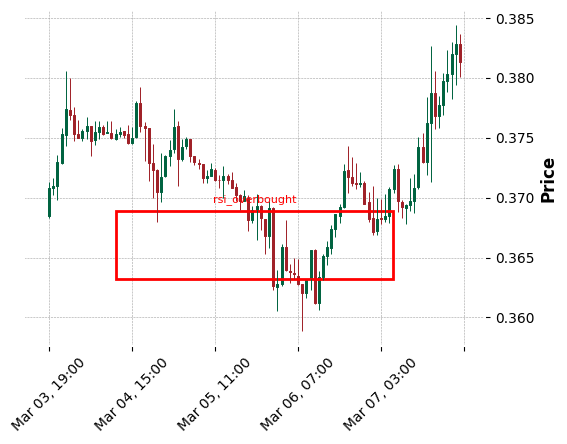 0.385
0.380
0.375
0.370
0.365
0.360
Price
rsi_overbought
Mar 03, 19:00
Mar 04, 15:00
Mar 05, 11:00
Mar 06, 07:00
Mar 07, 03:00